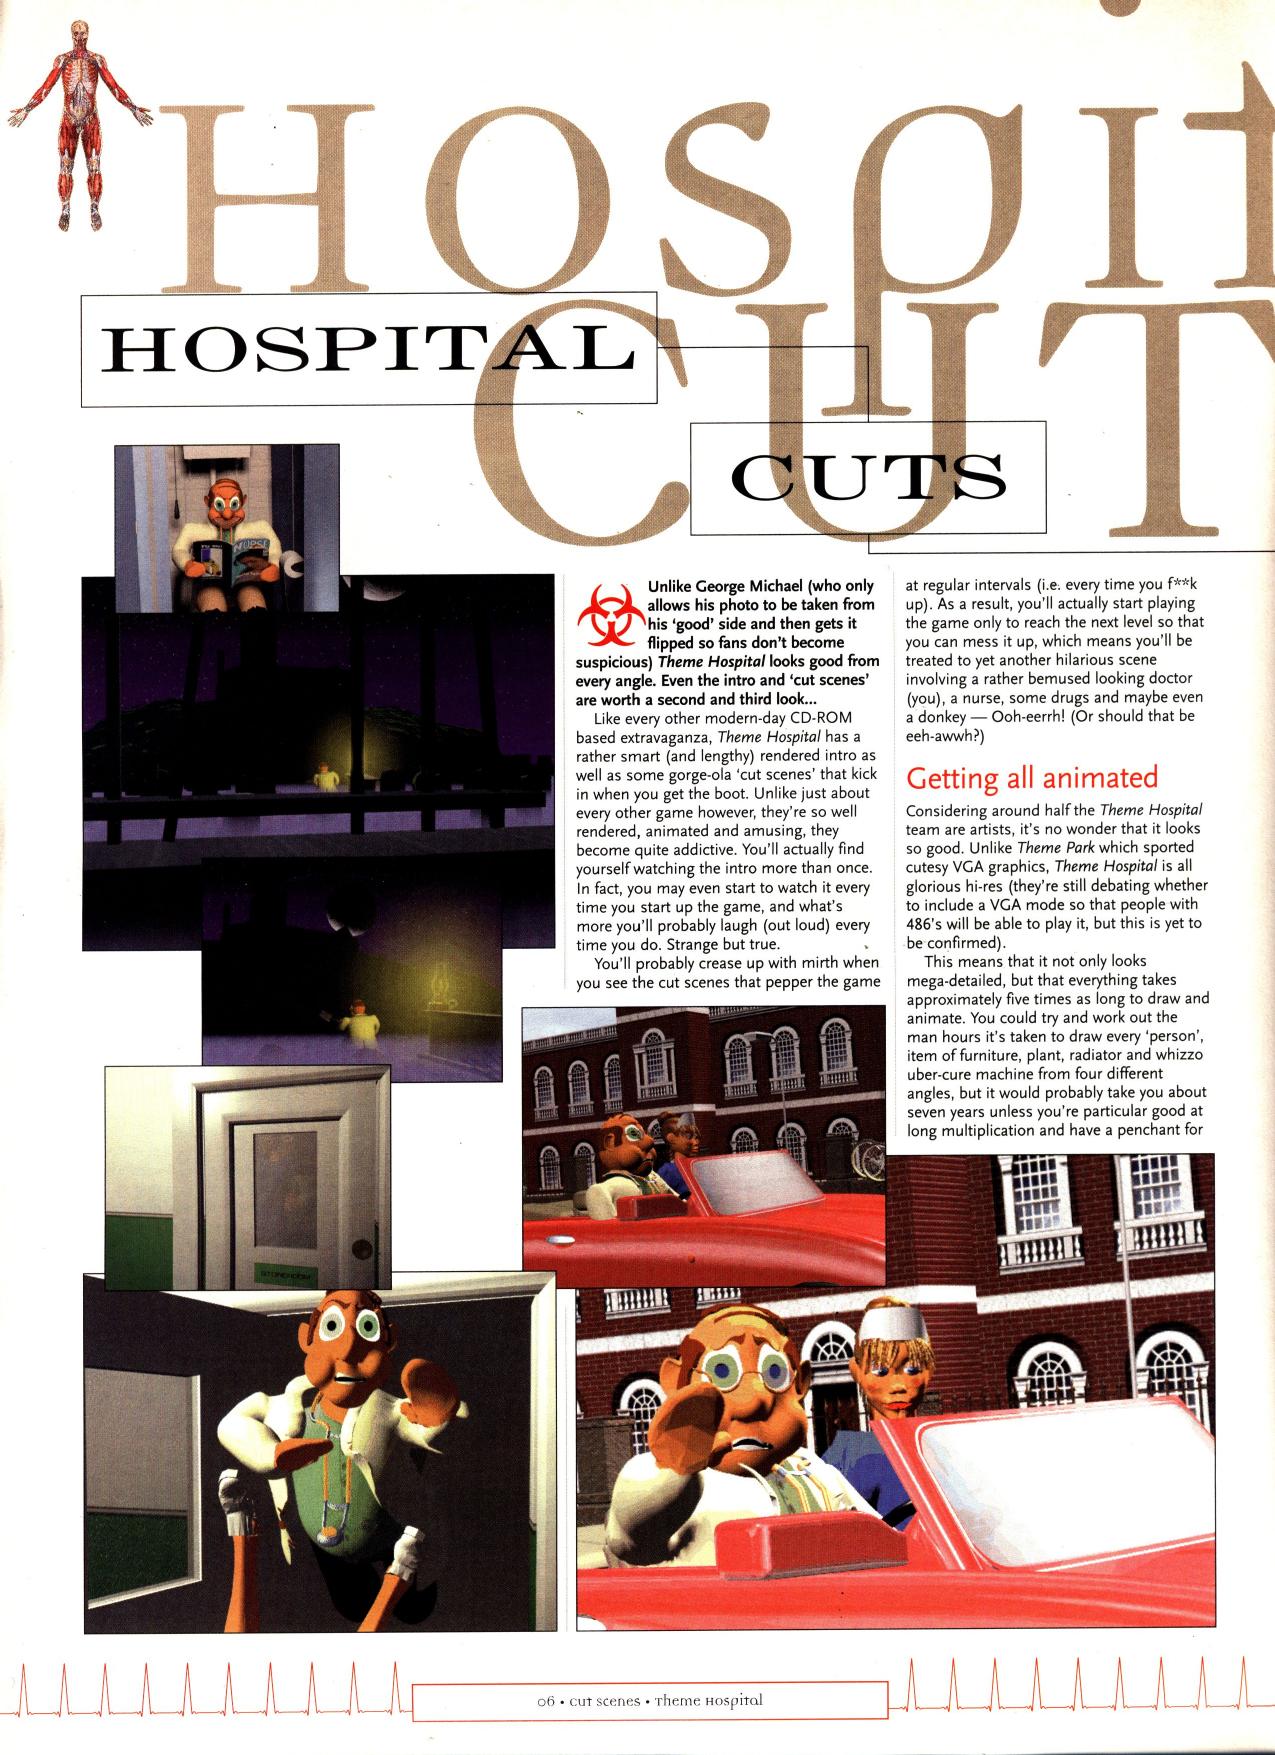 Hospit
CUT
HOSPITAL
CUTS
Unlike George Michael (who only
allows his photo to be taken from
his ‘good’ side and then gets it
flipped so fans don’t become
suspicious) Theme Hospital looks good from
every angle. Even the intro and ‘cut scenes’
are worth a second and third look...
Like every other modern-day CD-ROM
based extravaganza, Theme Hospital has a
rather smart (and lengthy) rendered intro as
well as some gorge-ola ‘cut scenes’ that kick
in when you get the boot. Unlike just about
every other game however, they’re so well
rendered, animated and amusing, they
become quite addictive. You’ll actually find
yourself watching the intro more than once.
In fact, you may even start to watch it every
time you start up the game, and what’s
more you’ll probably laugh (out loud) every
time you do. Strange but true.
You’ll probably crease up with mirth when
you see the cut scenes that pepper the game
at regular intervals (i.e. every time you f**k
up). As a result, you’ll actually start playing
the game only to reach the next level so that
you can mess it up, which means you’ll be
treated to yet another hilarious scene
involving a rather bemused looking doctor
(you), a nurse, some drugs and maybe even
a donkey — Ooh-eerrh! (Or should that be
eeh-awwh?)
Getting all animated
Considering around half the Theme Hospital
team are artists, it’s no wonder that it looks
so good. Unlike Theme Park which sported
cutesy VGA graphics, Theme Hospital is all
glorious hi-res (they’re still debating whether
to include a VGA mode so that people with
486’s will be able to play it, but this is yet to
be confirmed).
This means that it not only looks
mega-detailed, but that everything takes
approximately five times as long to draw and
animate. You could try and work out the
man hours it’s taken to draw every ‘person’,
item of furniture, plant, radiator and whizzo
uber-cure machine from four different
angles, but it would probably take you about
seven years unless you’re particular good at
long multiplication and have a penchant for
STOREROOM
06 • cut scenes • Theme Hospital